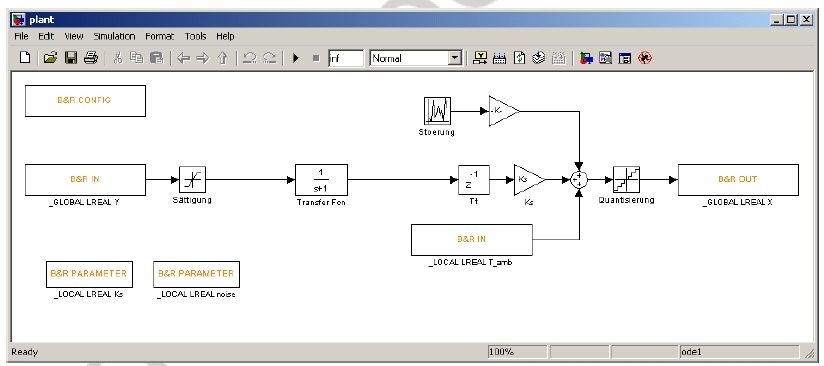 plant
File Edit View Simulation Format Tools Help
inf Normal
B&R CONFIG
-K-
Stoerung
B&R IN
_GLOBAL LREAL Y
Sättigung
1
s+1
Transfer Fcn
-1
Z
Tt
Ks
Ks
Quantisierung
B&R OUT
_GLOBAL LREAL X
B&R IN
_LOCAL LREAL T_amb
B&R PARAMETER
_LOCAL LREAL Ks
B&R PARAMETER
_LOCAL LREAL noise
Ready 100% ode1